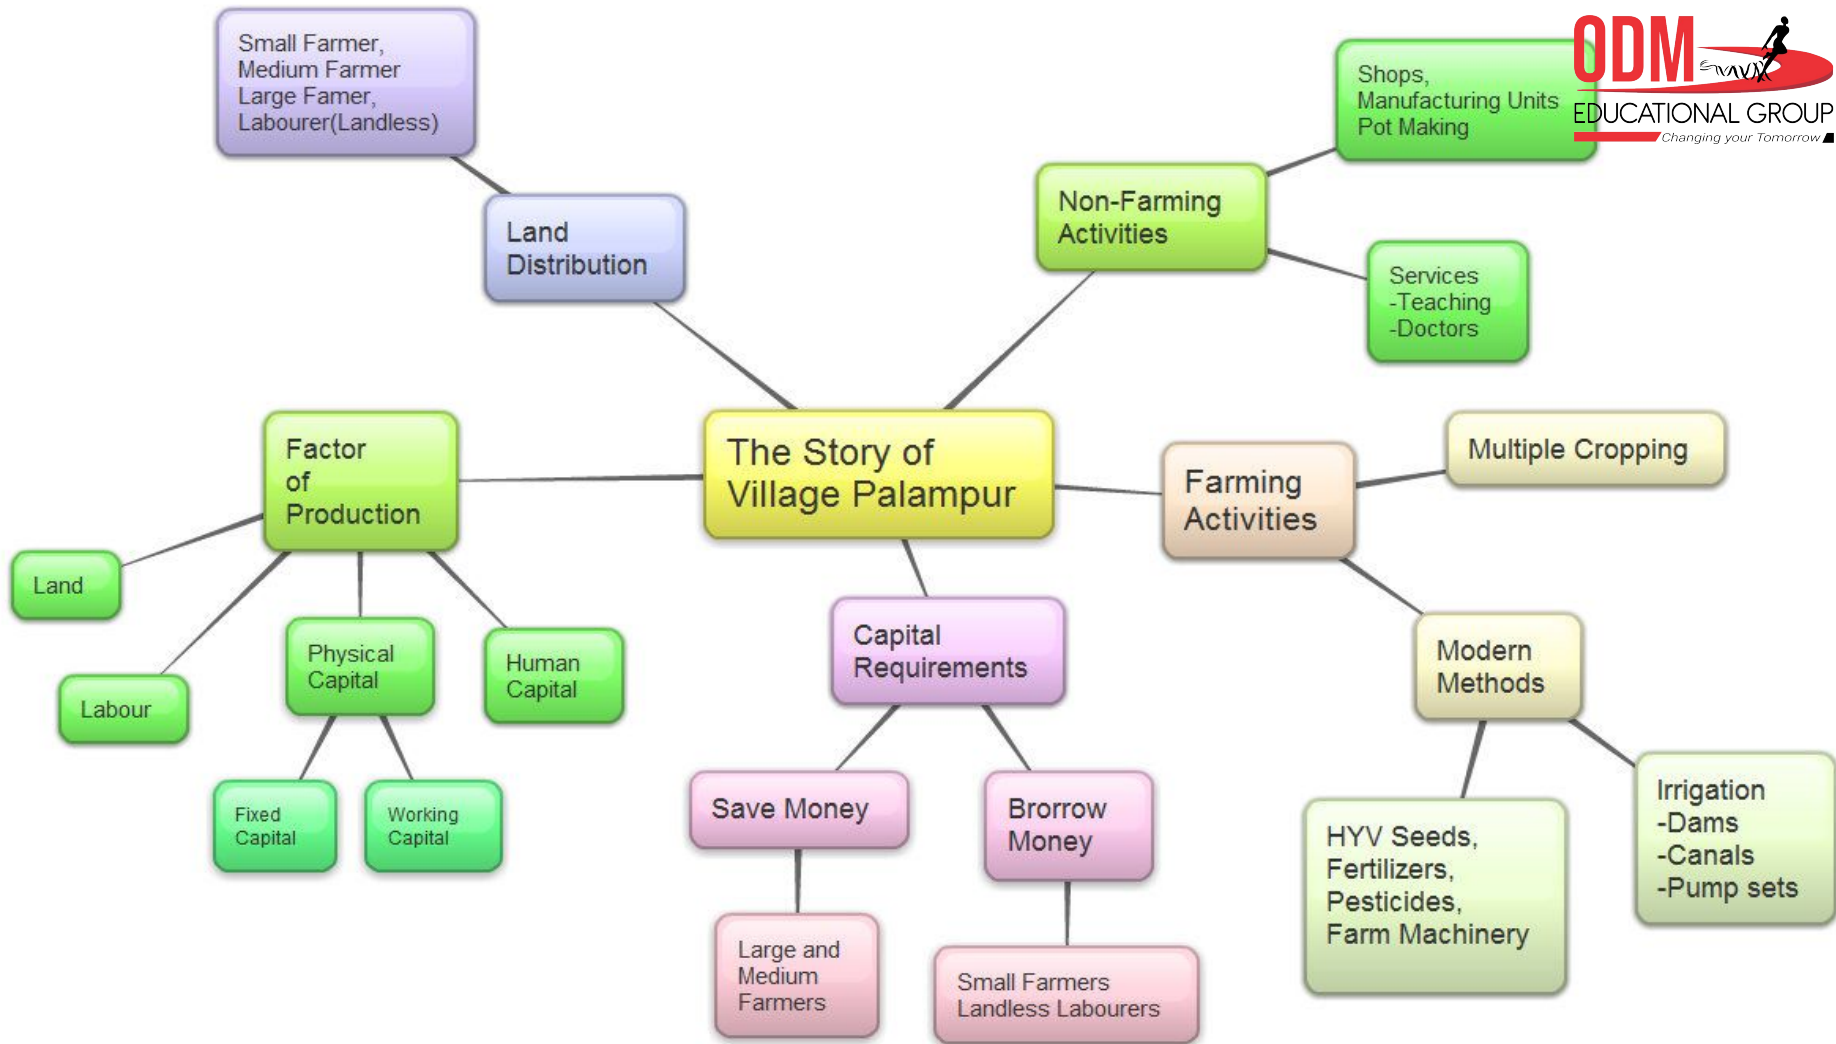 Small Farmer,
Medium Farmer
Large Famer,
Labourer(Landless)
Land
Distribution
Non-Farming
Activities
Shops,
Manufacturing Units
Pot Making
ODM
EDUCATIONAL GROUP
Changing your Tomorrow
Services
-Teaching
-Doctors
The Story of
Village Palampur
Factor
of
Production
Land
Labour
Physical
Capital
Human
Capital
Fixed
Capital
Working
Capital
Capital
Requirements
Save Money
Brorrow
Money
Large and
Medium
Farmers
Small Farmers
Landless Labourers
Farming
Activities
Multiple Cropping
Modern
Methods
HYV Seeds,
Fertilizers,
Pesticides,
Farm Machinery
Irrigation
-Dams
-Canals
-Pump sets